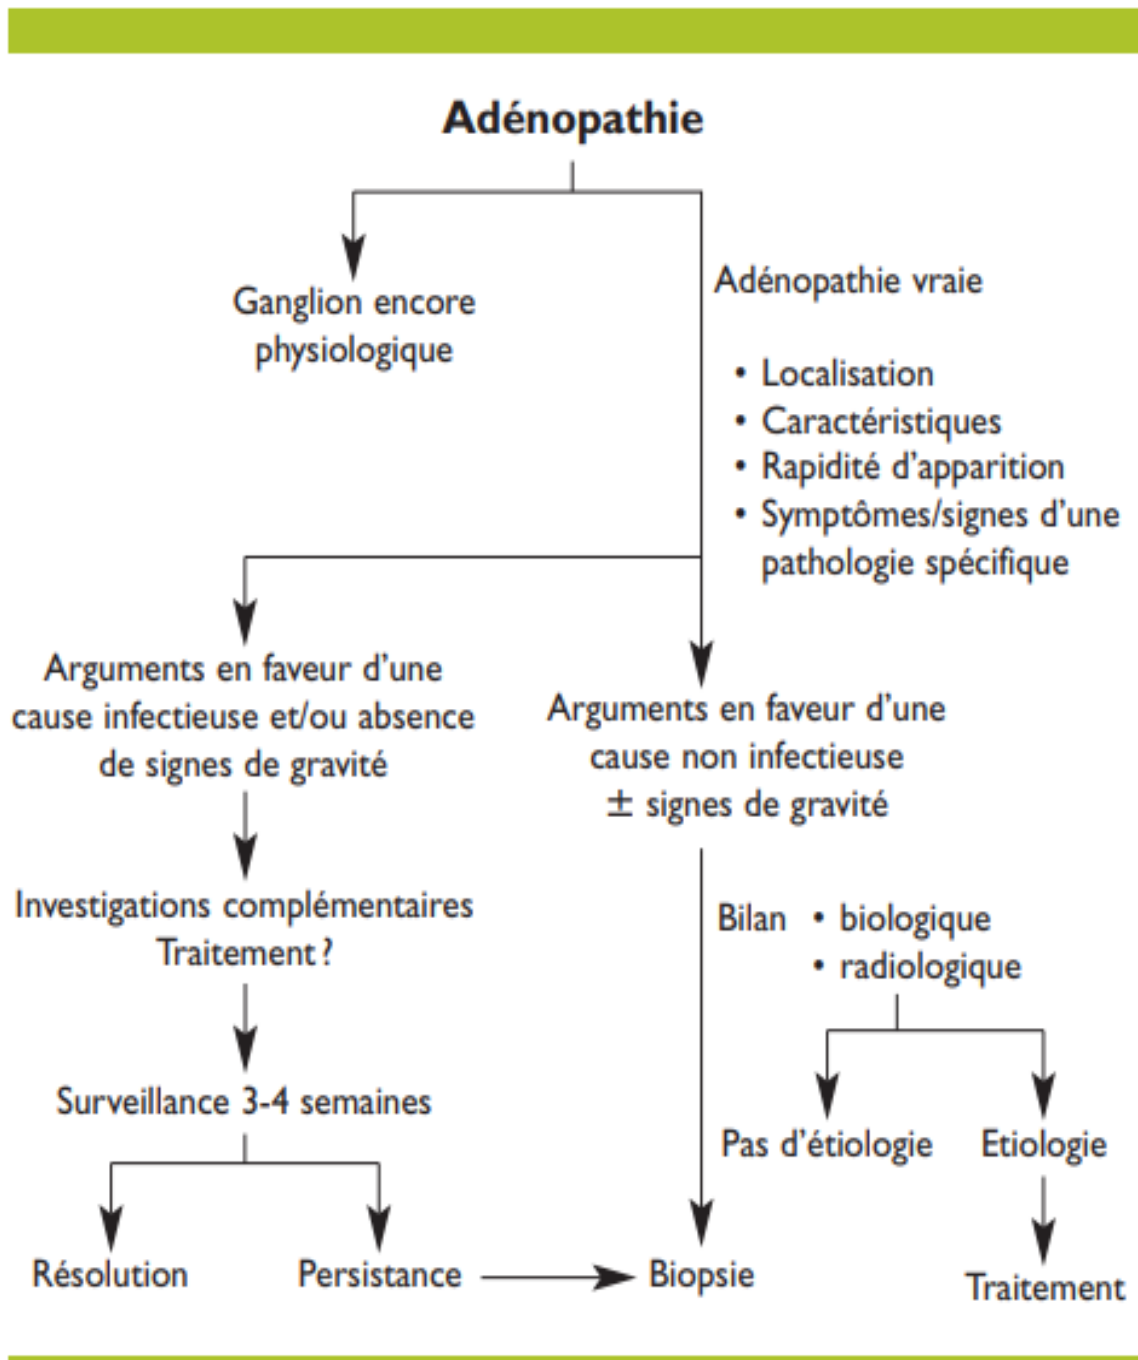 Adénopathie
Ganglion encore
physiologique
Adénopathie vraie
• Localisation
• Caractéristiques
• Rapidité d'apparition
• Symptômes/signes d'une
pathologie spécifique
Arguments en faveur d'une
cause infectieuse et/ou absence
de signes de gravité
Arguments en faveur d'une
cause non infectieuse
± signes de gravité
Investigations complémentaires
Traitement ?
Bilan • biologique
• radiologique
Surveillance 3-4 semaines
Pas d'étiologie
Etiologie
Résolution
Persistance
Biopsie
Traitement